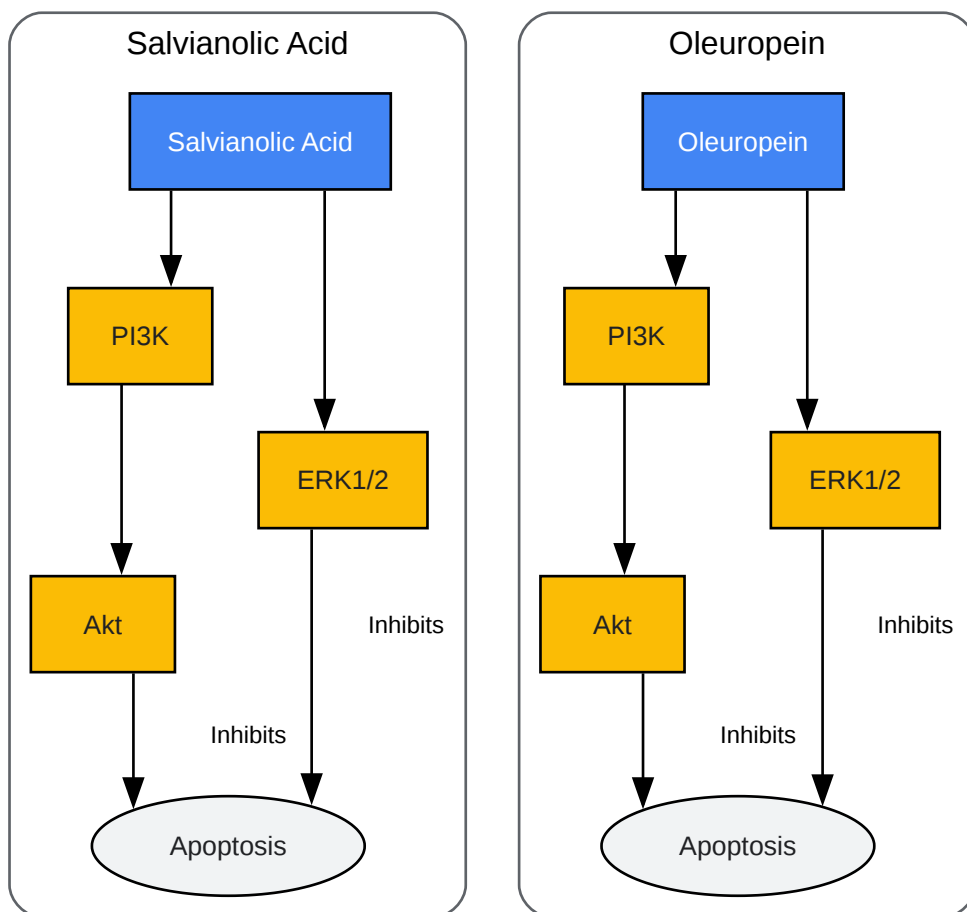 Salvianolic Acid
Salvianolic Acid
PI3K
ERK1/2
Akt
Inhibits
Inhibits
Apoptosis
Oleuropein
Oleuropein
PI3K
ERK1/2
Akt
Inhibits
Inhibits
Apoptosis